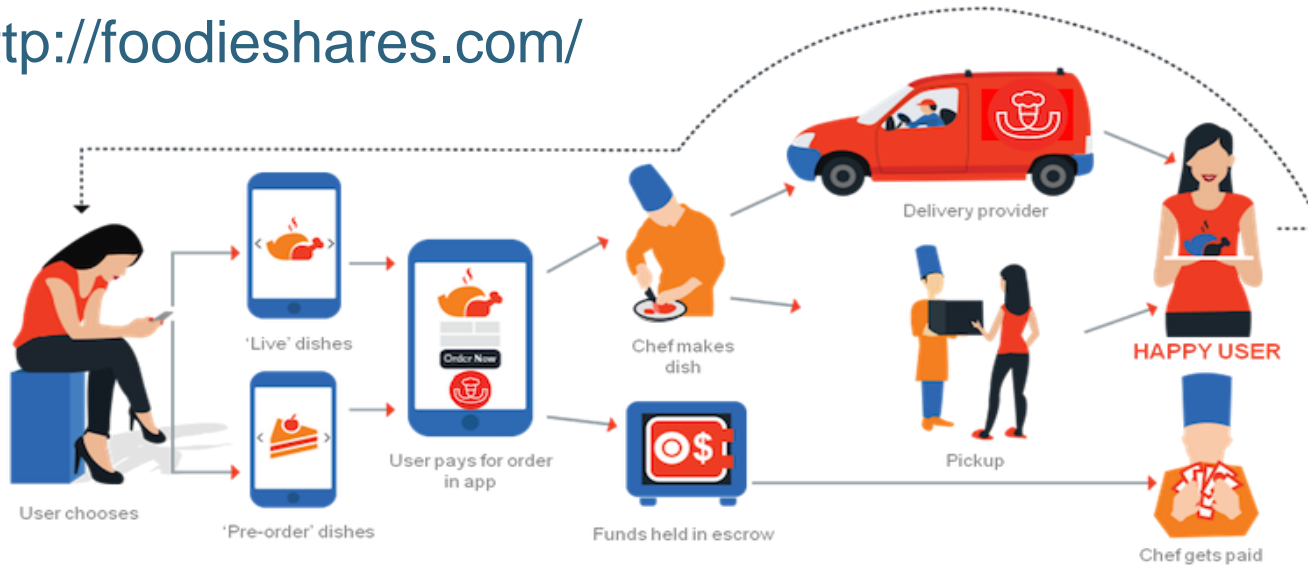 tp://foodieshares.com/
Delivery provider
'Live' dishes
Order Now
Chef makes
dish
HAPPY USER
User pays for order
in app
Pickup
$
User chooses
'Pre-order' dishes
Funds held in escrow
Chef gets paid